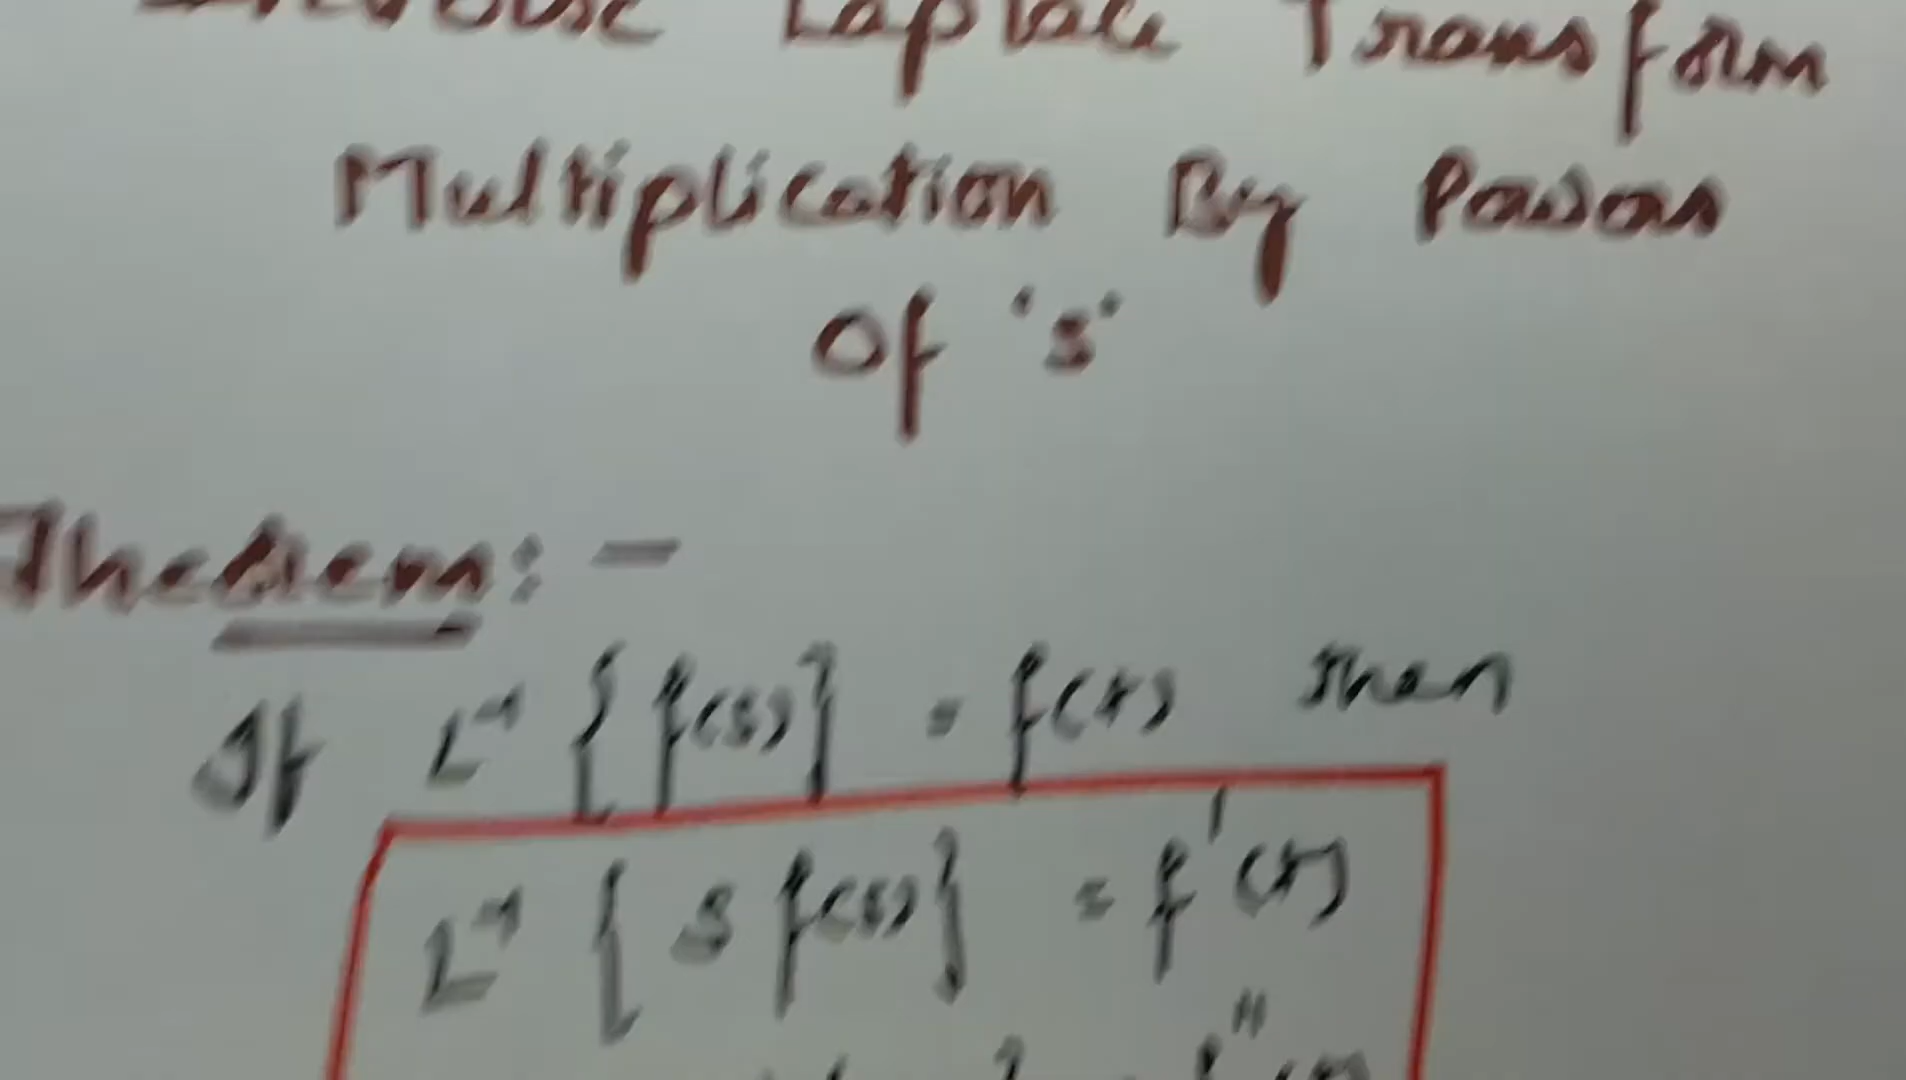 Inverse Laplace Transform
Multiplication By Powers
Of 's'
Theorem: -
If L⁻¹ {f(s)} = f(t) then
L⁻¹ {s f(s)} = f'(t)
} = f''(t)